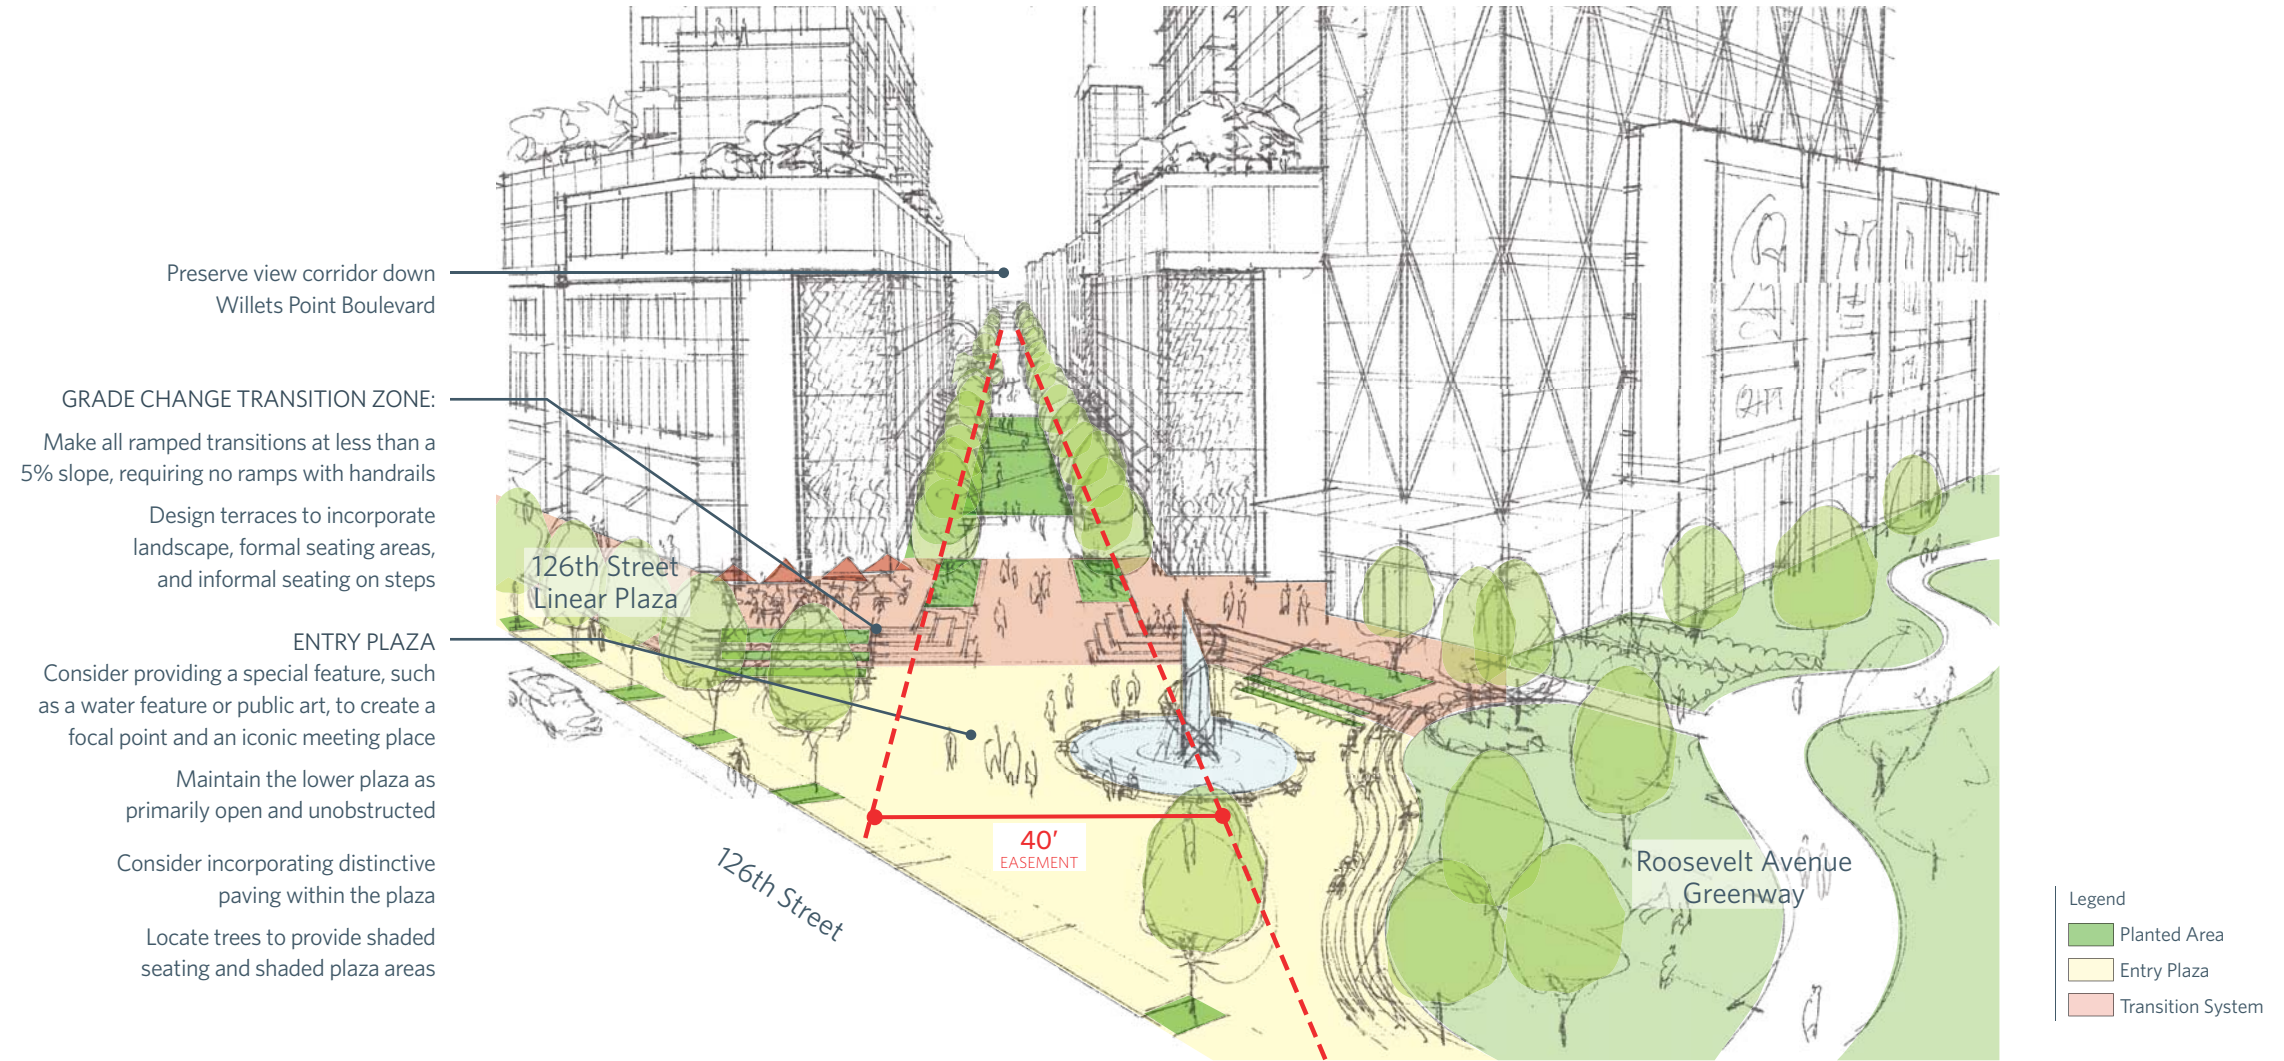 Preserve view corridor down
Willets Point Boulevard
GRADE CHANGE TRANSITION ZONE:
Make all ramped transitions at less than a
5% slope, requiring no ramps with handrails
Design terraces to incorporate
landscape, formal seating areas,
and informal seating on steps
ENTRY PLAZA
Consider providing a special feature, such
as a water feature or public art, to create a
focal point and an iconic meeting place
Maintain the lower plaza as
primarily open and unobstructed
Consider incorporating distinctive
paving within the plaza
Locate trees to provide shaded
seating and shaded plaza areas
126th Street
Linear Plaza
40'
EASEMENT
126th Street
Roosevelt Avenue
Greenway
Legend
Planted Area
Entry Plaza
Transition System